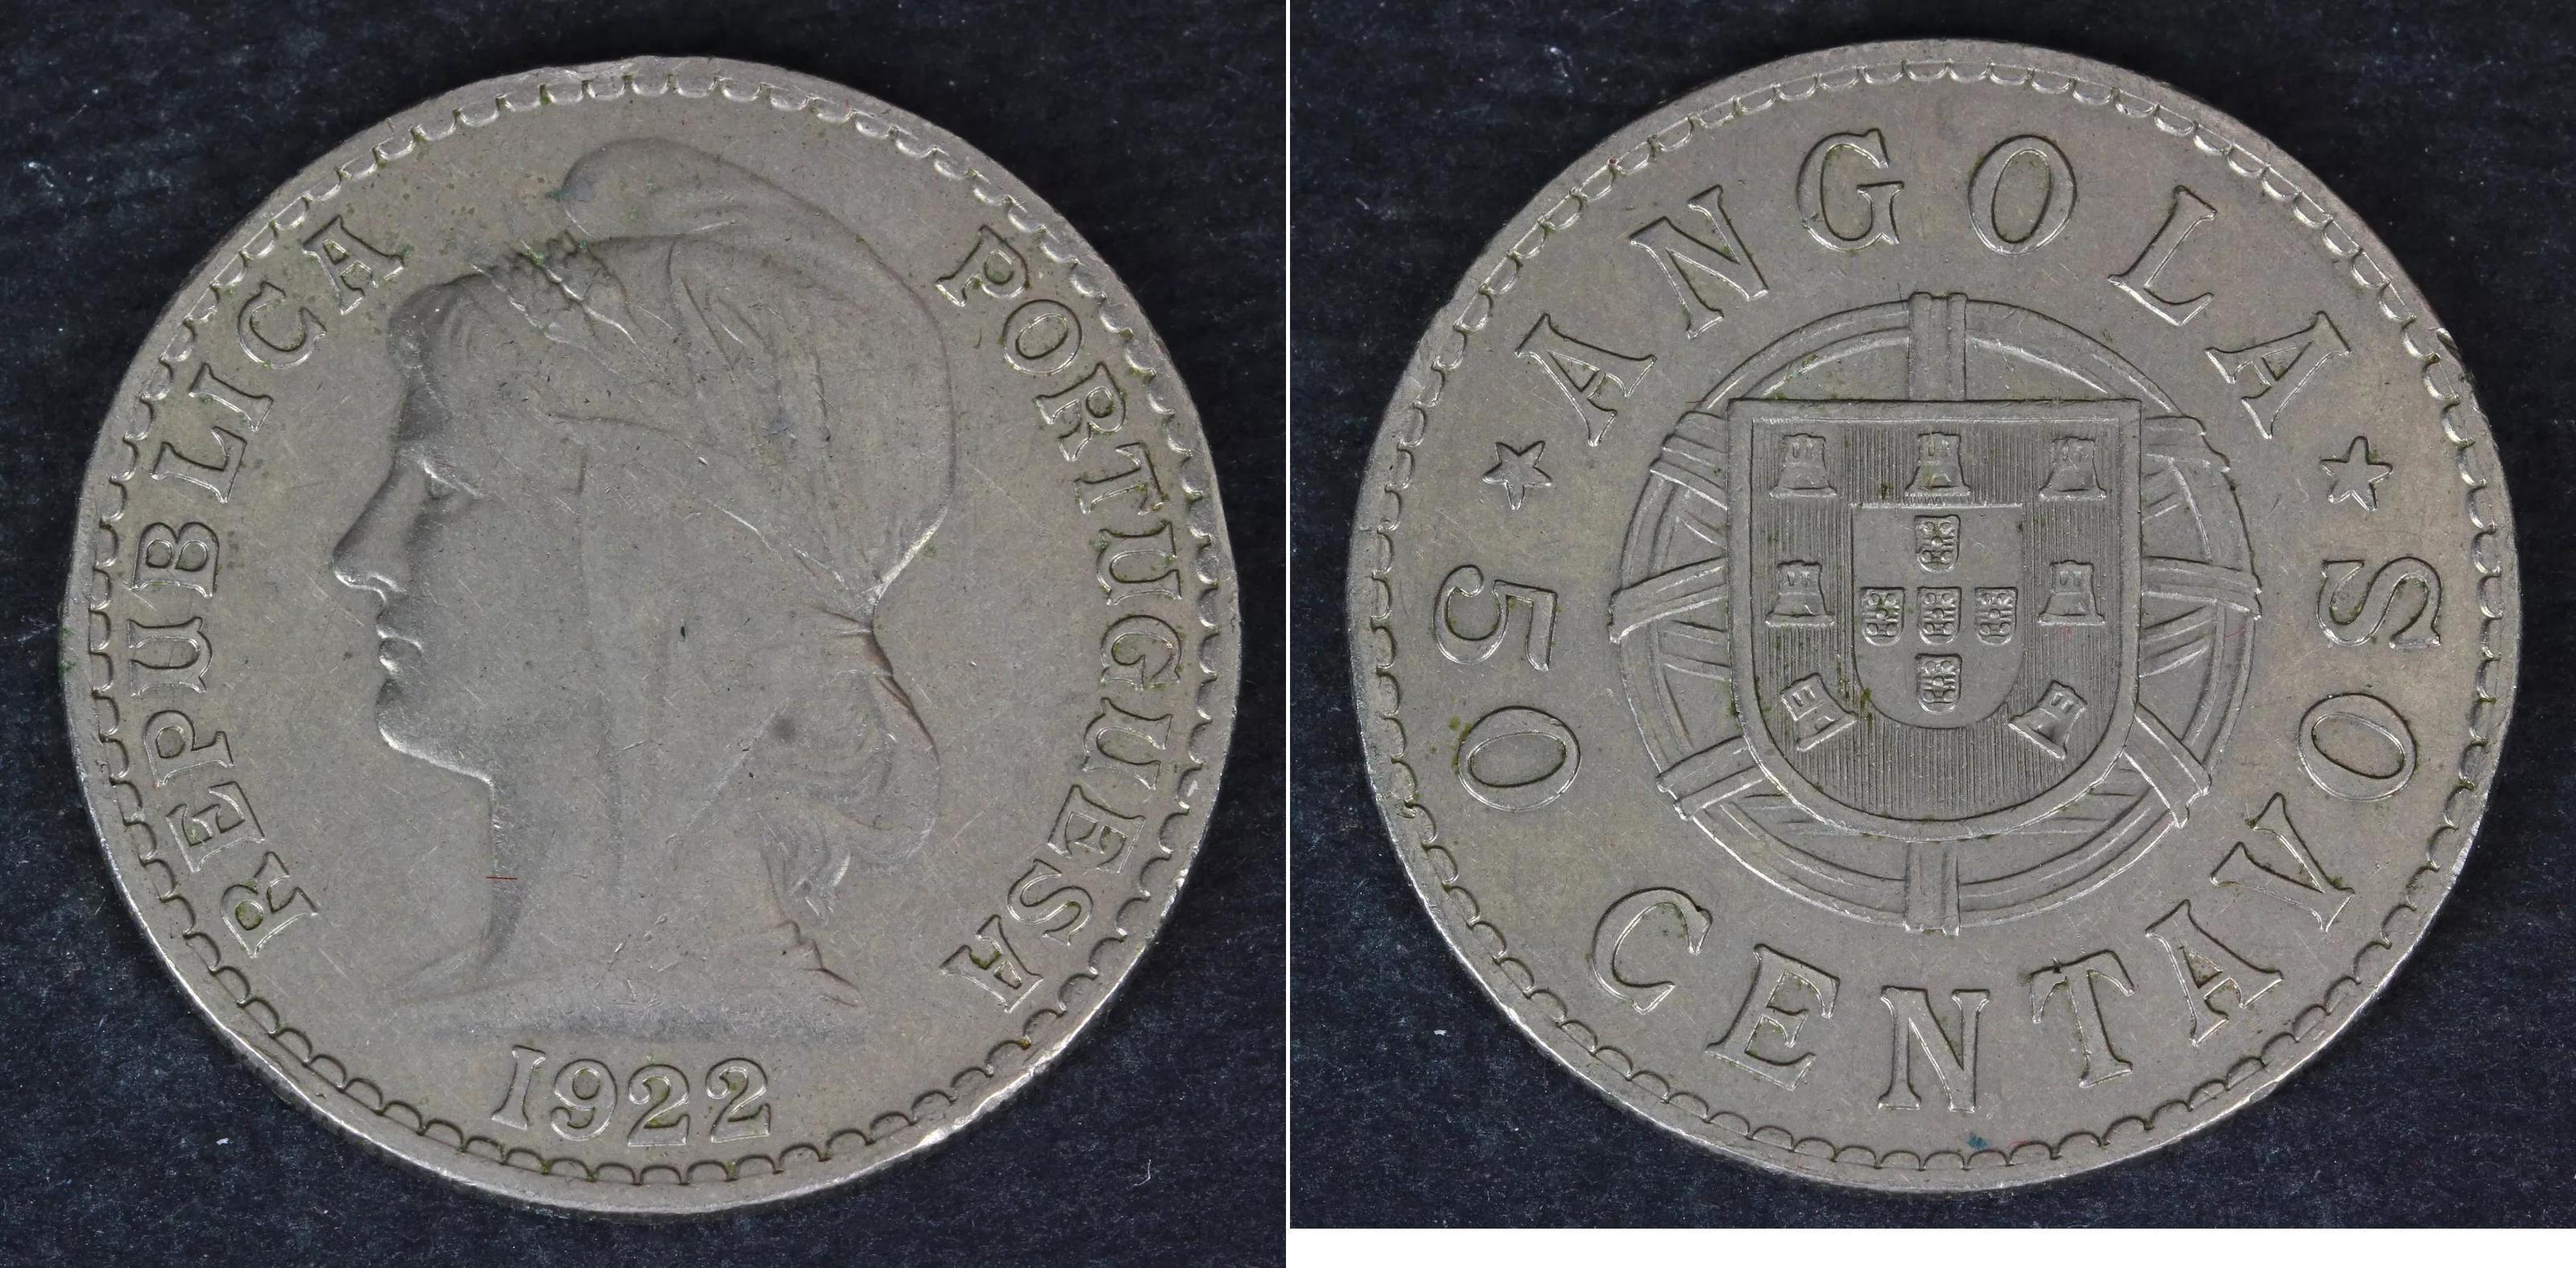 REPUBLICA PORTUGUESA
1922
ANGOLA
50 CENTAVOS